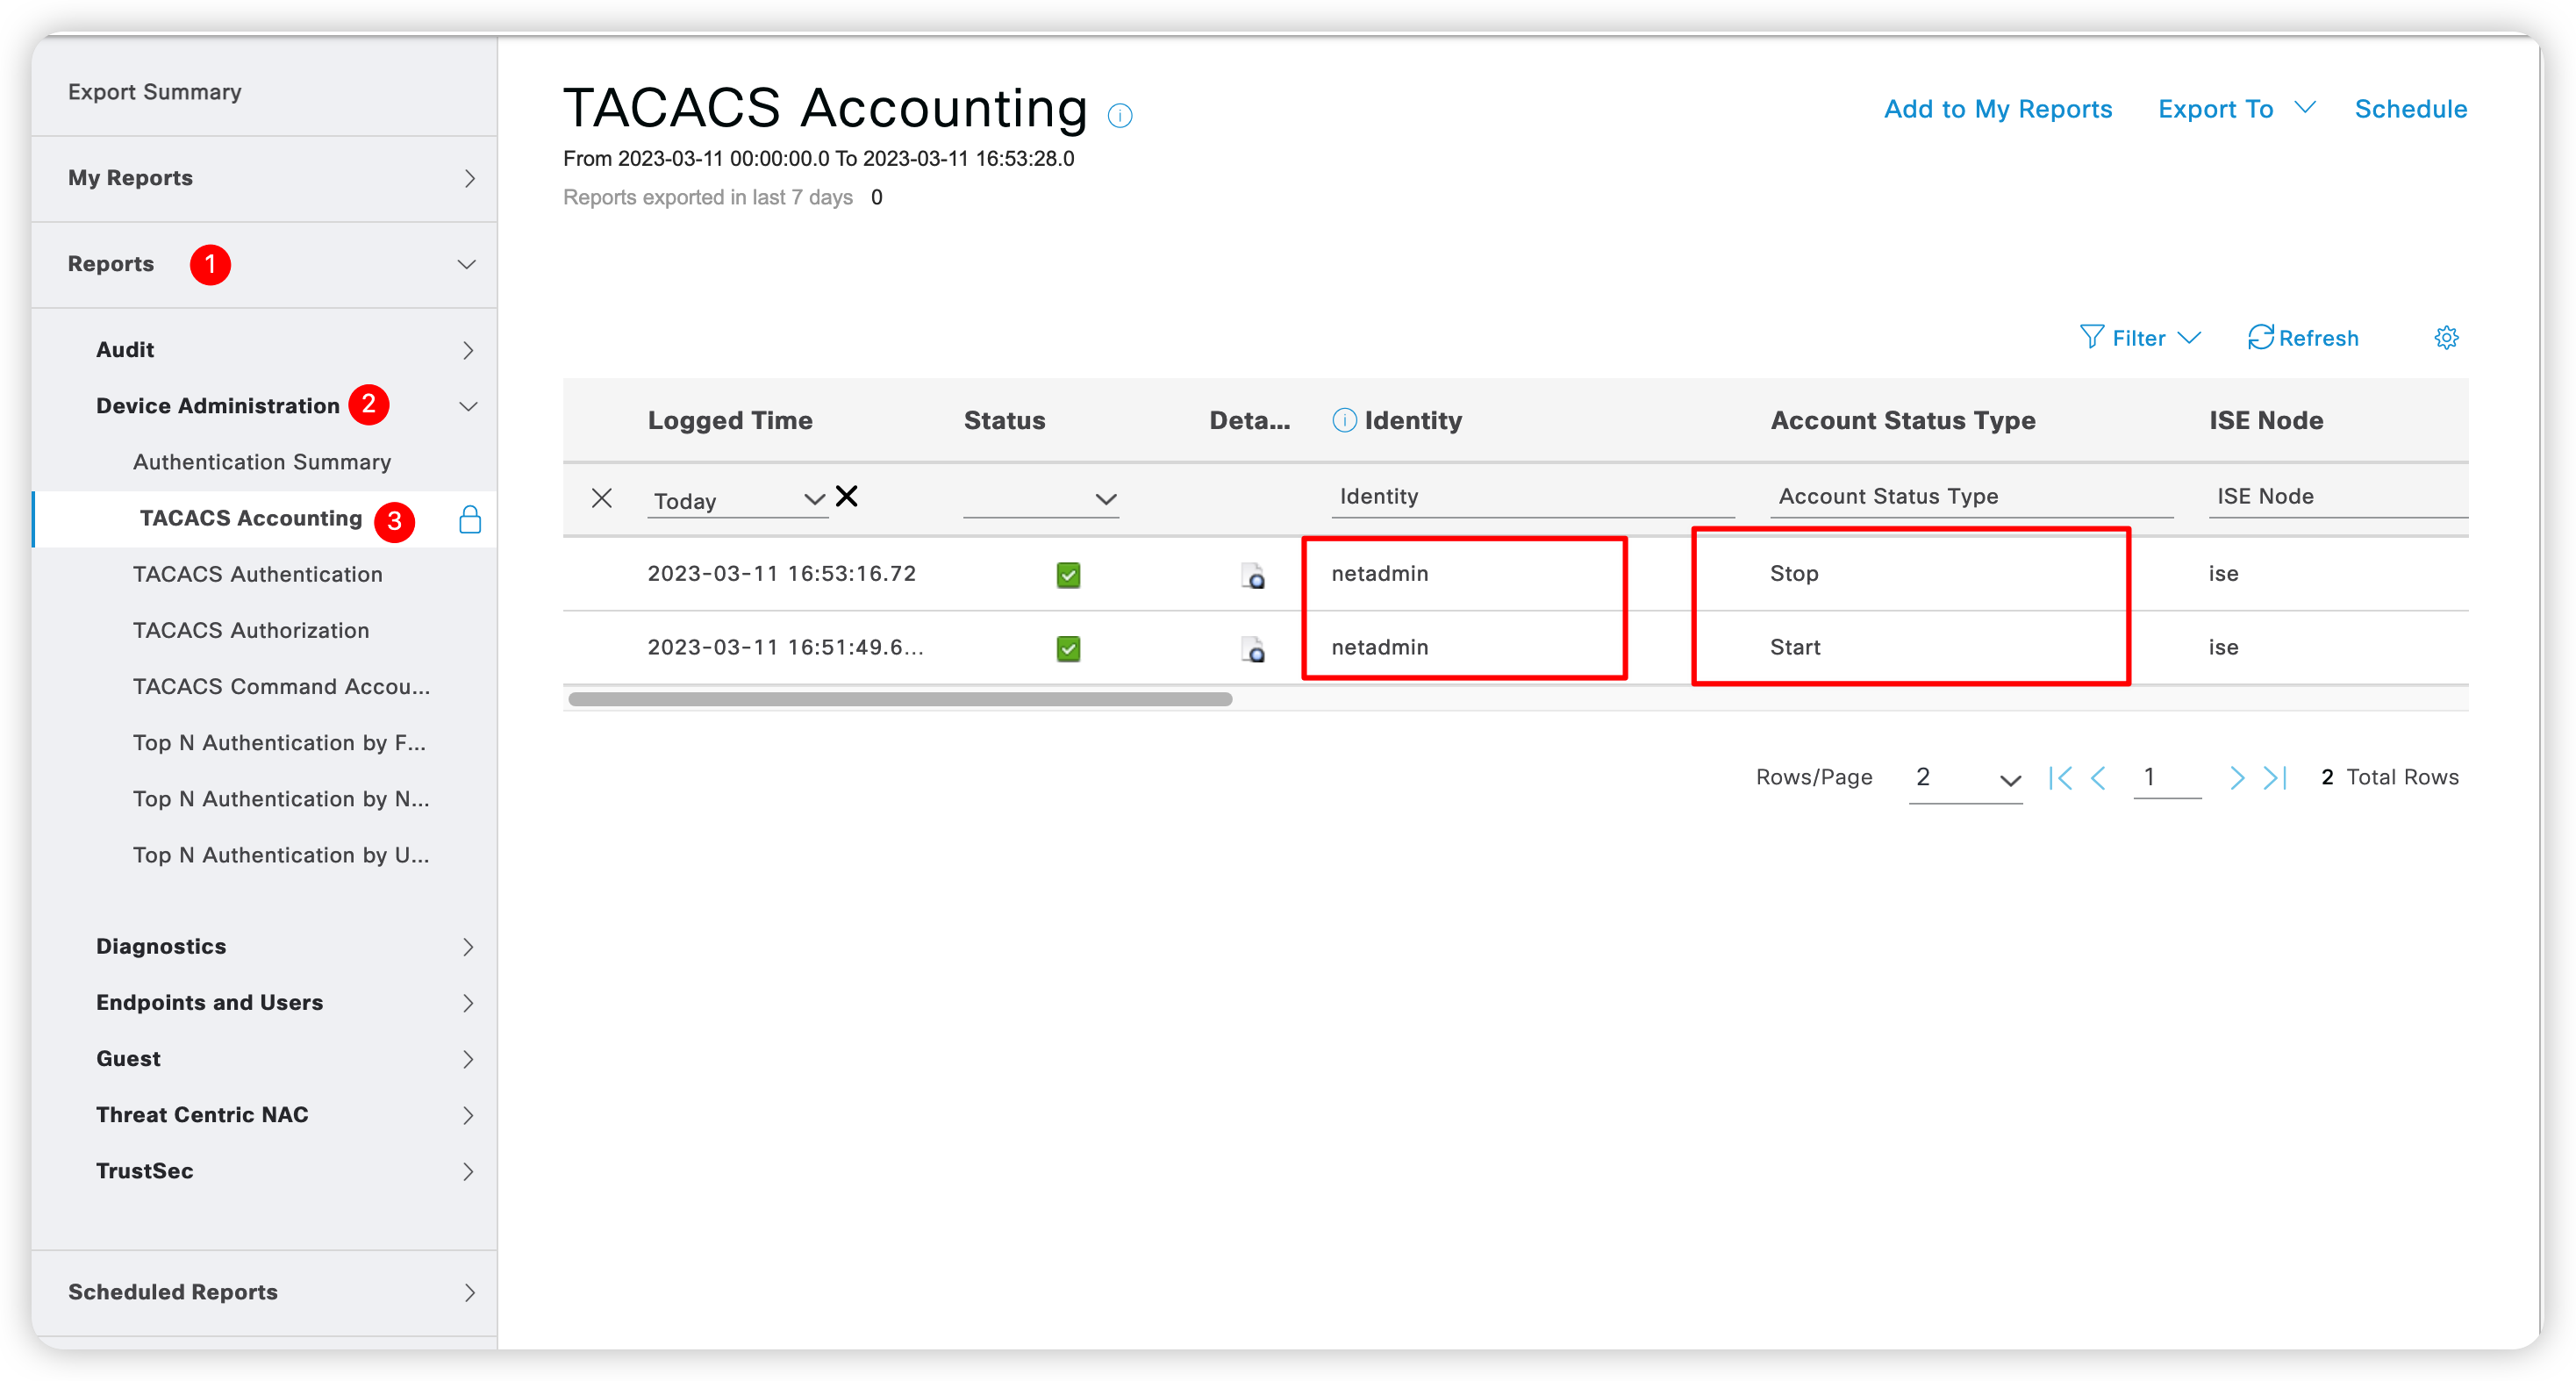 Export Summary
My Reports
Reports 1
Audit
Device Administration 2
Authentication Summary
TACACS Accounting 3
TACACS Authentication
TACACS Authorization
TACACS Command Accou...
Top N Authentication by F...
Top N Authentication by N...
Top N Authentication by U...
Diagnostics
Endpoints and Users
Guest
Threat Centric NAC
TrustSec
Scheduled Reports
TACACS Accounting
Add to My Reports Export To Schedule
From 2023-03-11 00:00:00.0 To 2023-03-11 16:53:28.0
Reports exported in last 7 days 0
Filter Refresh
Logged Time Status Deta... Identity Account Status Type ISE Node
Today Identity Account Status Type ISE Node
2023-03-11 16:53:16.72 netadmin Stop ise
2023-03-11 16:51:49.6... netadmin Start ise
Rows/Page 2 1 2 Total Rows